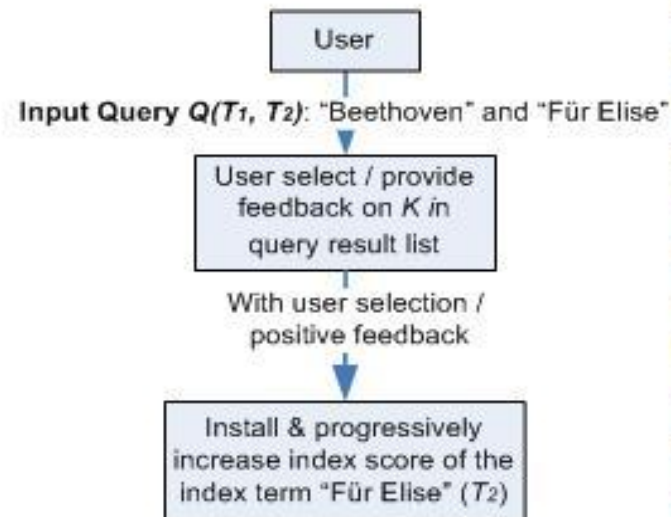 User
Input Query Q(T1, T2): “Beethoven” and “Für Elise”
User select / provide
feedback on K in
query result list
With user selection /
positive feedback
Install & progressively
increase index score of the
index term “Für Elise” (T2)